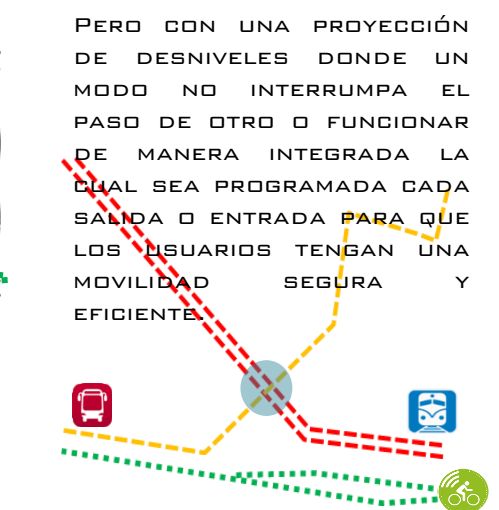 PERO CON UNA PROYECCIÓN
DE DESNIVELES DONDE UN
MODO NO INTERRUMPA EL
PASO DE OTRO O FUNCIONAR
DE MANERA INTEGRADA LA
CUAL SEA PROGRAMADA CADA
SALIDA O ENTRADA PARA QUE
LOS USUARIOS TENGAN UNA
MOVILIDAD SEGURA Y
EFICIENTE.